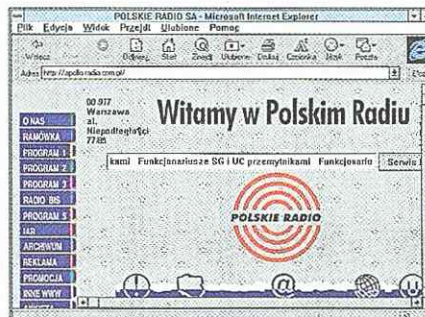 POLSKIE RADIO SA - Microsoft Internet Explorer
Plik Edycja Widok Przejdź Ulubione Pomoc
Wstecz Odśwież Start Znajdź Ulubione Drukuj Czcionka Poczta
Adres http://apollo.radio.com.pl/
00 977
Warszawa
al.
Niepodległości
77/85
Witamy w Polskim Radiu
O NAS
RAMÓWKA
PROGRAM 1
PROGRAM 2
PROGRAM 3
RADIO BIS
PROGRAM 5
IAR
ARCHIWUM
REKLAMA
PROMOCJA
INNE WWW
kami Funkcjonariusze SG i UC przemytnikami Funkcjonariu
Serwis
POLSKIE RADIO